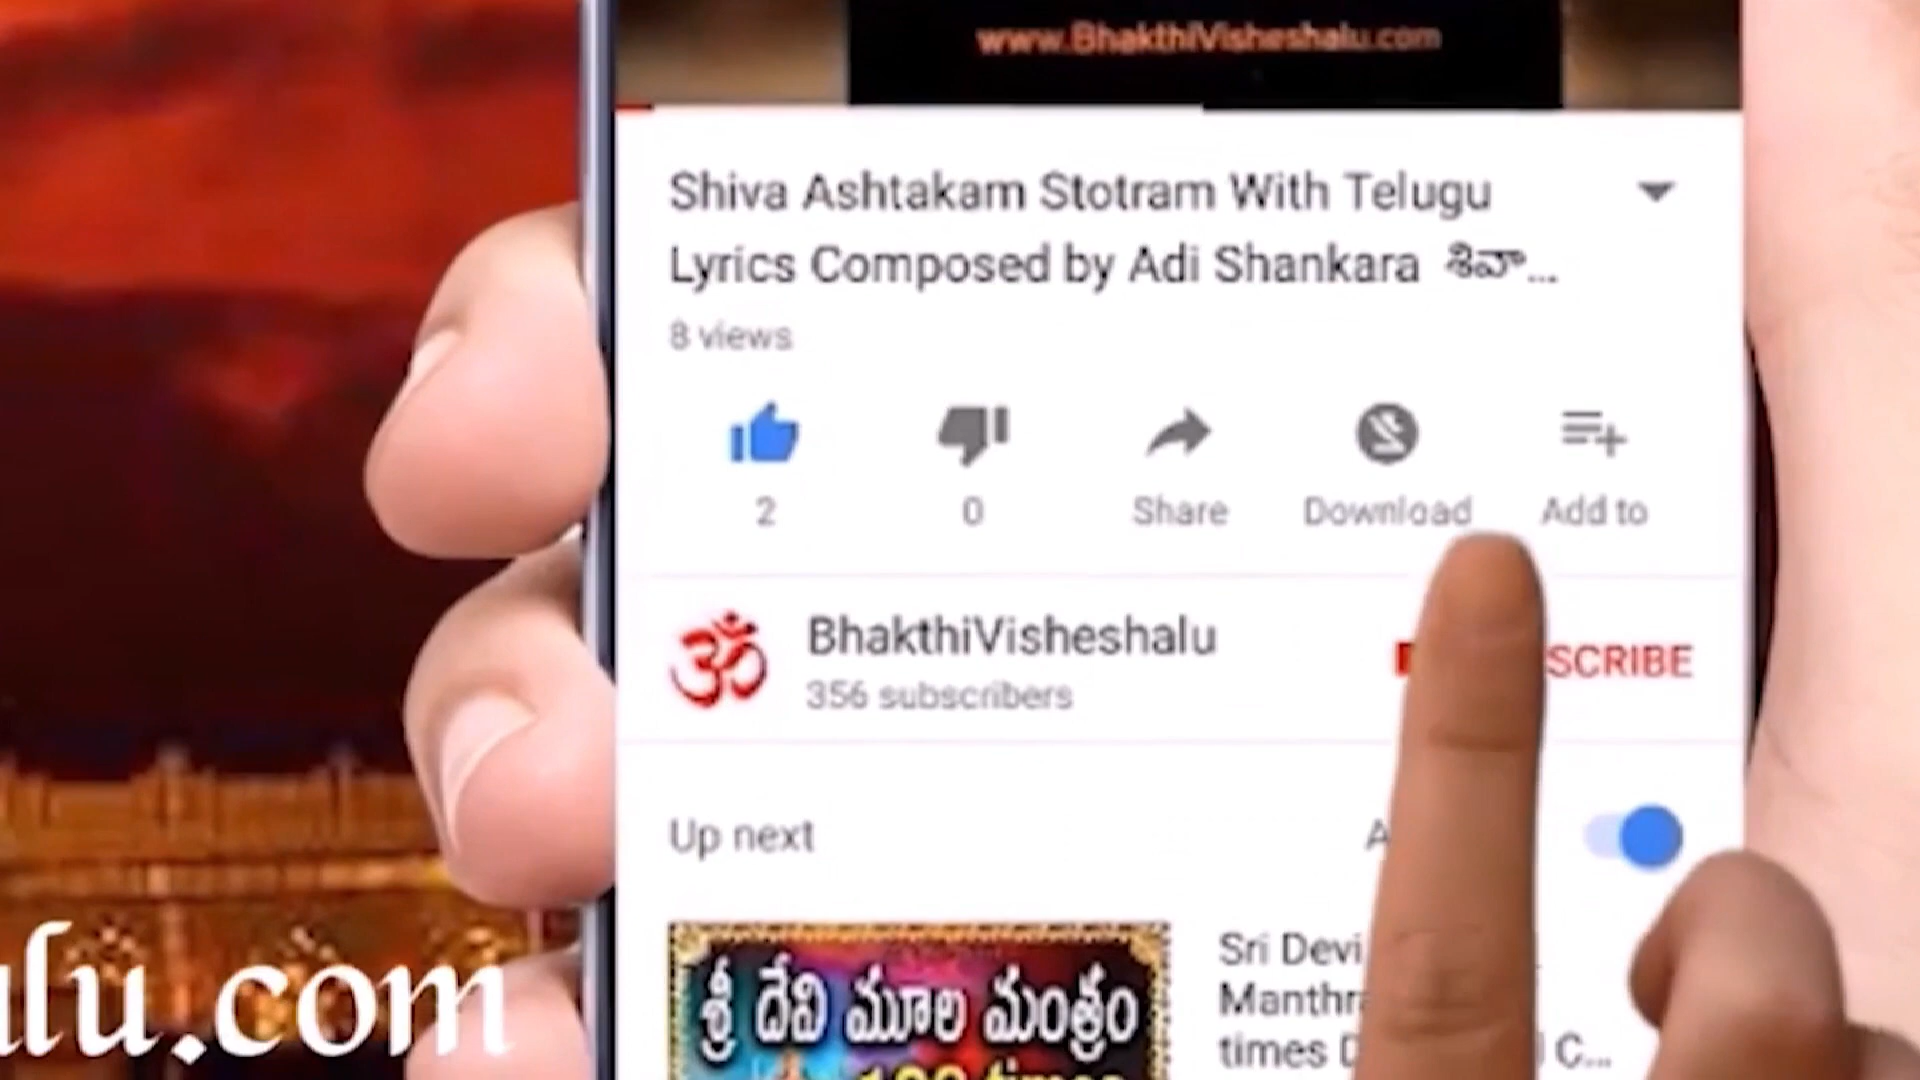 www.BhakthiVisheshalu.com
Shiva Ashtakam Stotram With Telugu
Lyrics Composed by Adi Shankara శివా...
8 views
2
0
Share
Download
Add to
ॐ
BhakthiVisheshalu
356 subscribers
SCRIBE
Up next
A
శ్రీ దేవి మూల మంత్రం
Sri Devi
Manthr
times
C...
lu.com